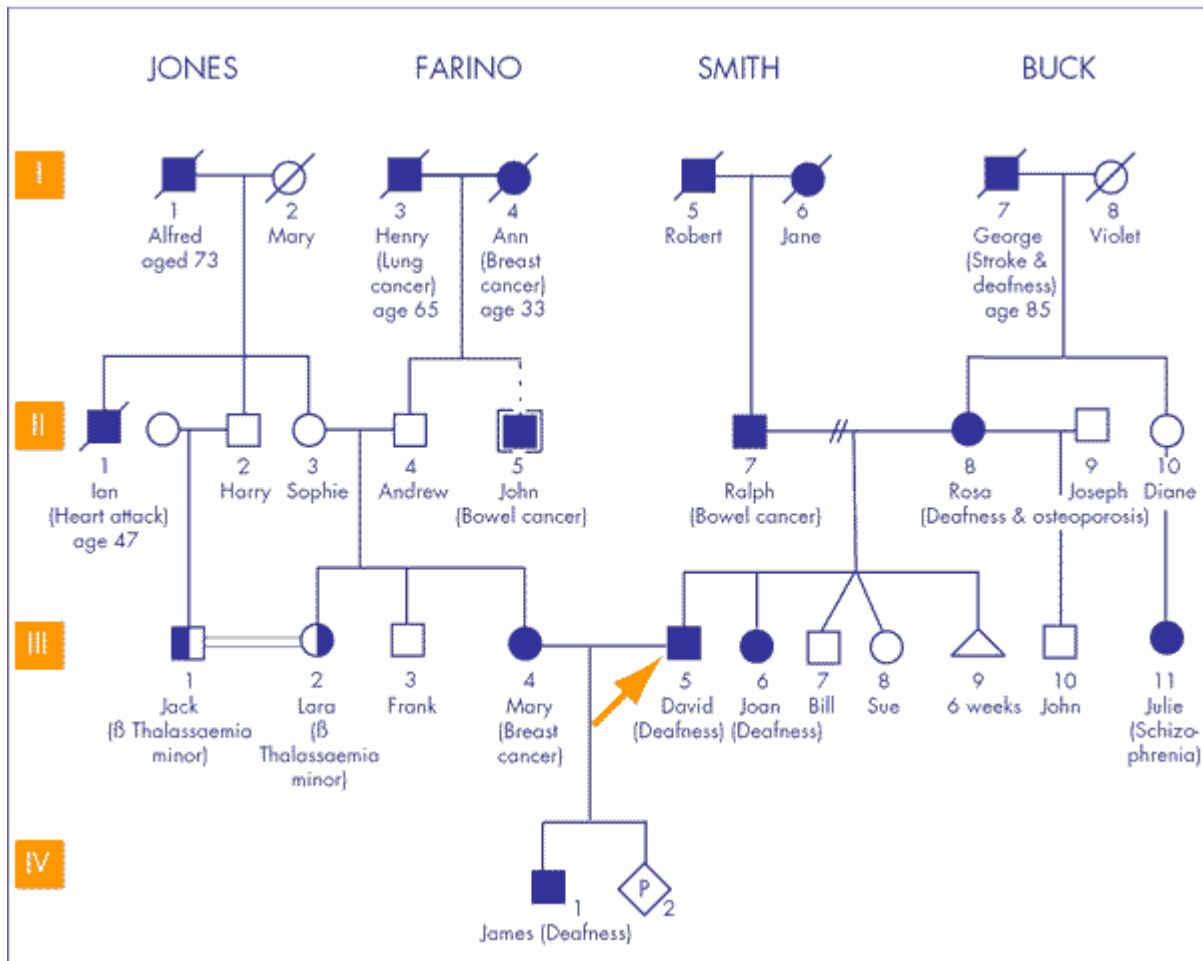 JONES FARINO SMITH BUCK
I
1 2 3 4 5 6 7 8
Alfred Mary Henry Ann Robert Jane George Violet
aged 73 (Lung (Breast (Stroke &
cancer) cancer) deafness)
age 65 age 33 age 85
II
1 2 3 4 5 7 8 9 10
Ian Harry Sophie Andrew John Ralph Rosa Joseph Diane
(Heart attack) (Bowel cancer) (Bowel cancer) (Deafness & osteoporosis)
age 47
III
1 2 3 4 5 6 7 8 9 10 11
Jack Lara Frank Mary David Joan Bill Sue 6 weeks John Julie
(ß Thalassaemia (ß (Breast (Deafness) (Deafness) (Schizo-
minor) Thalassaemia cancer) phrenia)
minor)
IV
P
1 2
James (Deafness)